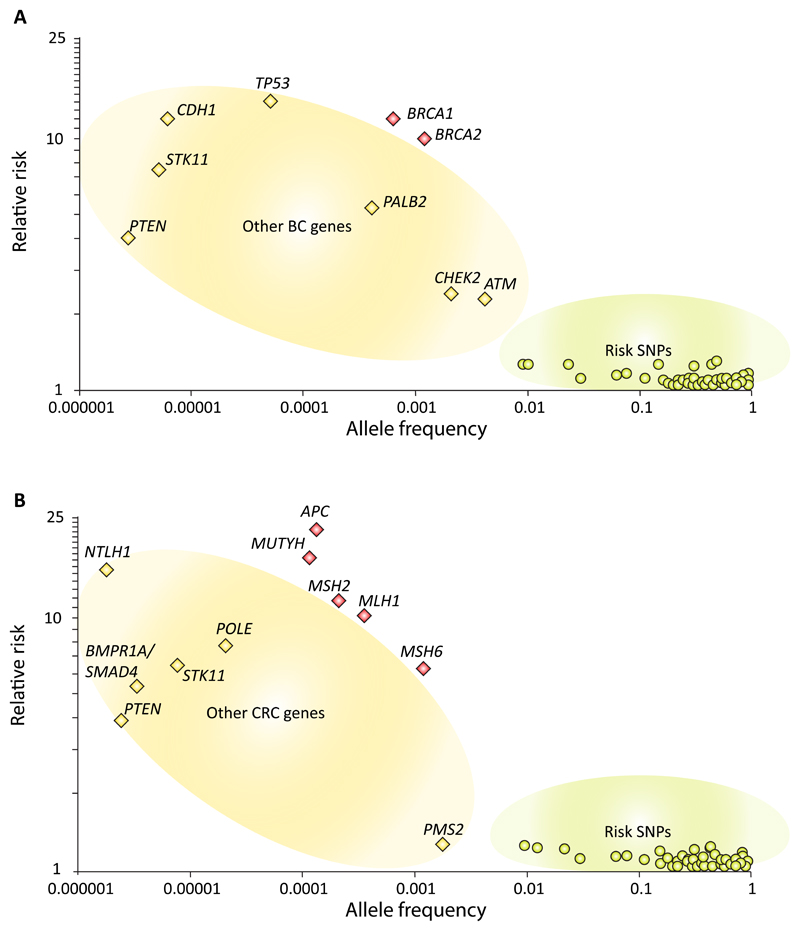 A
25
TP53
CDH1
BRCA1
BRCA2
10
STK11
PALB2
PTEN
Other BC genes
CHEK2
ATM
Relative risk
Risk SNPs
1
0.000001
0.00001
0.0001
0.001
0.01
0.1
1
Allele frequency
B
25
APC
MUTYH
NTLH1
MSH2
MLH1
10
POLE
MSH6
BMPR1A/
SMAD4
STK11
PTEN
Other CRC genes
Relative risk
PMS2
Risk SNPs
1
0.000001
0.00001
0.0001
0.001
0.01
0.1
1
Allele frequency